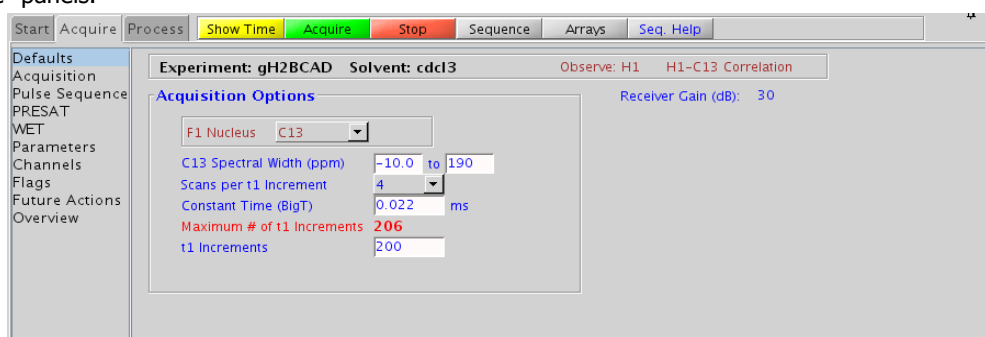 panels.
Start Acquire Process Show Time Acquire Stop Sequence Arrays Seq. Help
Defaults
Acquisition
Pulse Sequence
PRESAT
WET
Parameters
Channels
Flags
Future Actions
Overview
Experiment: gH2BCAD Solvent: cdcl3 Observe: H1 H1-C13 Correlation
Acquisition Options
Receiver Gain (dB): 30
F1 Nucleus C13
C13 Spectral Width (ppm) -10.0 to 190
Scans per t1 Increment 4
Constant Time (BigT) 0.022 ms
Maximum # of t1 Increments 206
t1 Increments 200